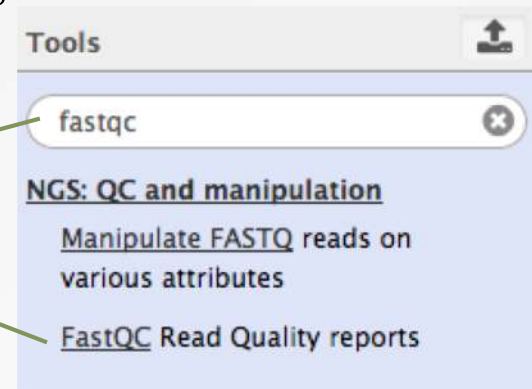 Tools
fastqc
NGS: QC and manipulation
Manipulate FASTQ reads on
various attributes
FastQC Read Quality reports